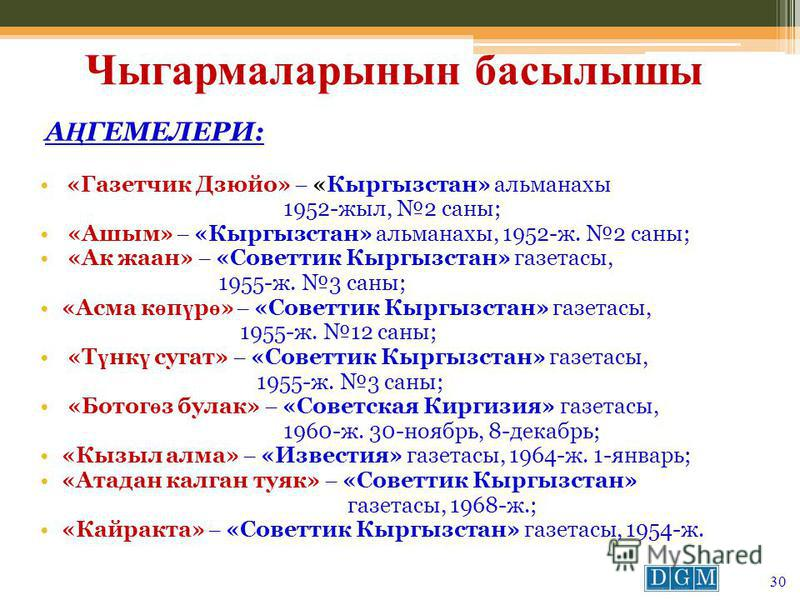 Чыгармаларынын басылышы
АҢГЕМЕЛЕРИ:
• «Газетчик Дзюйо» – «Кыргызстан» альманахы
1952-жыл, №2 саны;
• «Ашым» – «Кыргызстан» альманахы, 1952-ж. №2 саны;
• «Ак жаан» – «Советтик Кыргызстан» газетасы,
1955-ж. №3 саны;
• «Асма көпүрө» – «Советтик Кыргызстан» газетасы,
1955-ж. №12 саны;
• «Түнкү сугат» – «Советтик Кыргызстан» газетасы,
1955-ж. №3 саны;
• «Ботогөз булак» – «Советская Киргизия» газетасы,
1960-ж. 30-ноябрь, 8-декабрь;
• «Кызыл алма» – «Известия» газетасы, 1964-ж. 1-январь;
• «Атадан калган туяк» – «Советтик Кыргызстан»
газетасы, 1968-ж.;
• «Кайракта» – «Советтик Кыргызстан» газетасы, 1954-ж.
MyShared
DGM
30